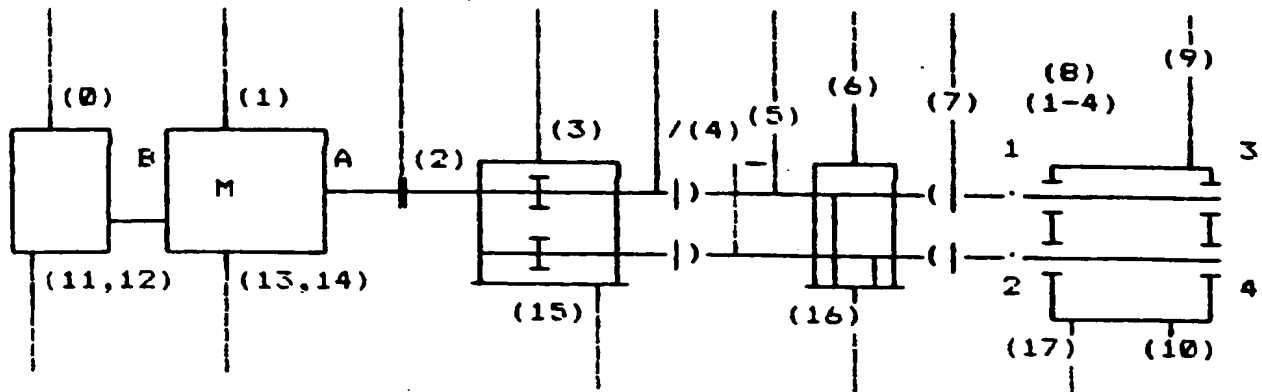 (9)
(0) (1) (6) (8)
(3) /(4) (5) (7) (1-4)
B A (2) 1 3
M
(11,12) (13,14) 2 4
(15) (16)
(17) (10)